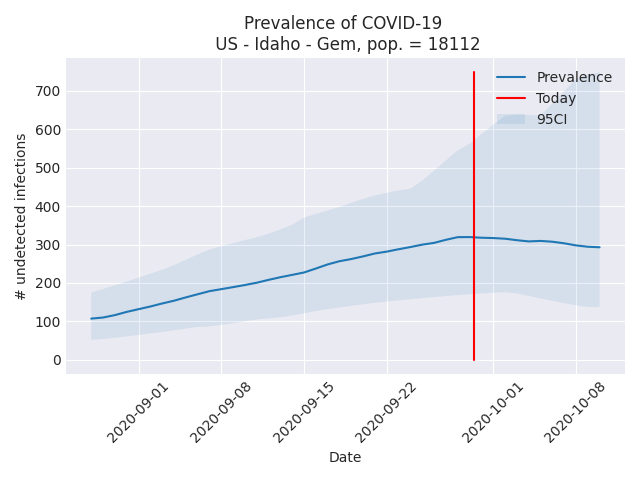 Prevalence of COVID-19
US - Idaho - Gem, pop. = 18112
Prevalence
Today
95CI
# undetected infections
700
600
500
400
300
200
100
0
2020-09-01
2020-09-08
2020-09-15
2020-09-22
2020-10-01
2020-10-08
Date